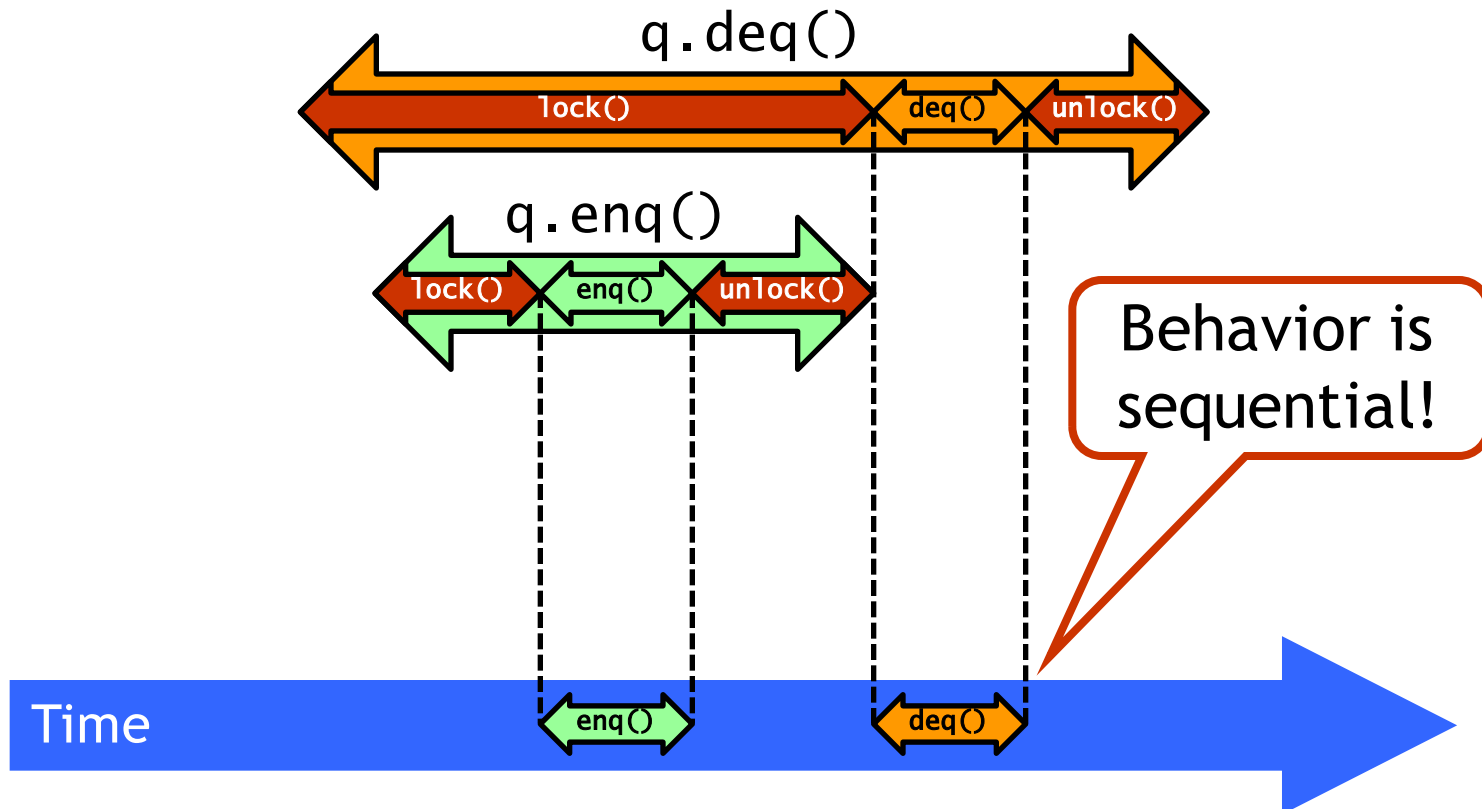 q.deq()
lock() deq() unlock()
q.enq()
lock() enq() unlock()
Behavior is
sequential!
Time enq() deq()